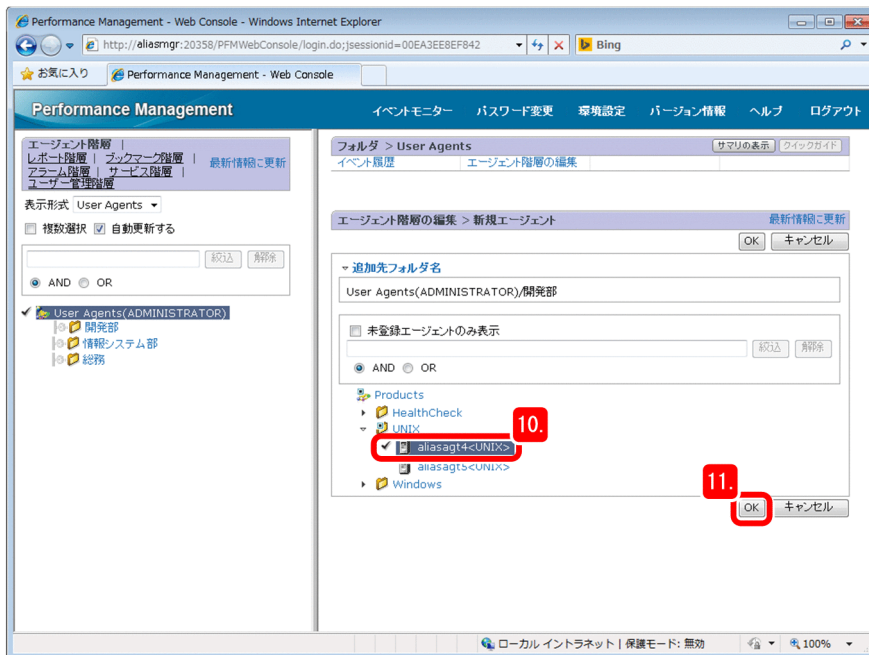 Performance Management - Web Console - Windows Internet Explorer
http://aliasmgr:20358/PFMWebConsole/login.do;jsessionid=00EA3EE8EF842
Bing
お気に入り
Performance Management - Web Console
Performance Management
イベントモニター パスワード変更 環境設定 バージョン情報 ヘルプ ログアウト
エージェント階層 |
レポート階層 | ブックマーク階層 |
アラーム階層 | サービス階層 |
ユーザー管理階層
最新情報に更新
表示形式 User Agents
複数選択 自動更新する
絞込 解除
AND OR
User Agents(ADMINISTRATOR)
開発部
情報システム部
総務
フォルダ > User Agents
サマリの表示 クイックガイド
イベント履歴 エージェント階層の編集
エージェント階層の編集 > 新規エージェント 最新情報に更新
OK キャンセル
追加先フォルダ名
User Agents(ADMINISTRATOR)/開発部
未登録エージェントのみ表示
絞込 解除
AND OR
Products
HealthCheck
UNIX
10.
aliasagt4<UNIX>
aliasagt5<UNIX>
Windows
11.
OK キャンセル
ローカル イントラネット | 保護モード: 無効
100%